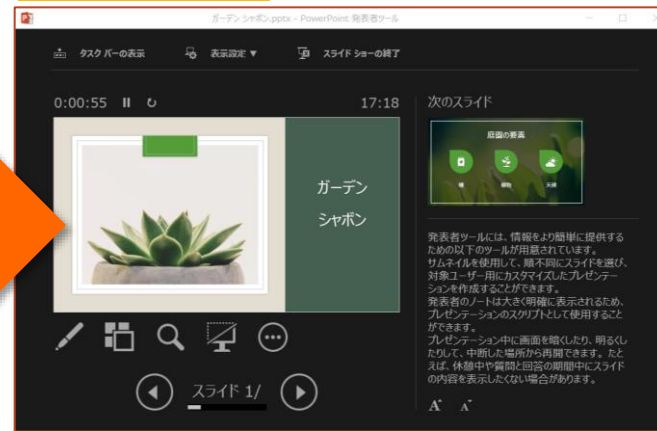 ガーデン シャボン.pptx - PowerPoint 発表者ツール
タスク バーの表示
表示設定 ▼
スライド ショーの終了
0:00:55
17:18
次のスライド
ガーデン
シャボン
庭園の要素
種
植物
天候
発表者ツールには、情報をより簡単に提供する
ための以下のツールが用意されています。
サムネイルを使用して、順不同にスライドを選び、
対象ユーザー用にカスタマイズしたプレゼンテー
ションを作成することができます。
発表者のノートは大きく明確に表示されるため、
プレゼンテーションのスクリプトとして使用すること
ができます。
プレゼンテーション中に画面を暗くしたり、明るくし
たりして、中断した場所から再開できます。たと
えば、休憩中や質問と回答の期間中にスライド
の内容を表示したくない場合があります。
スライド 1/
A A